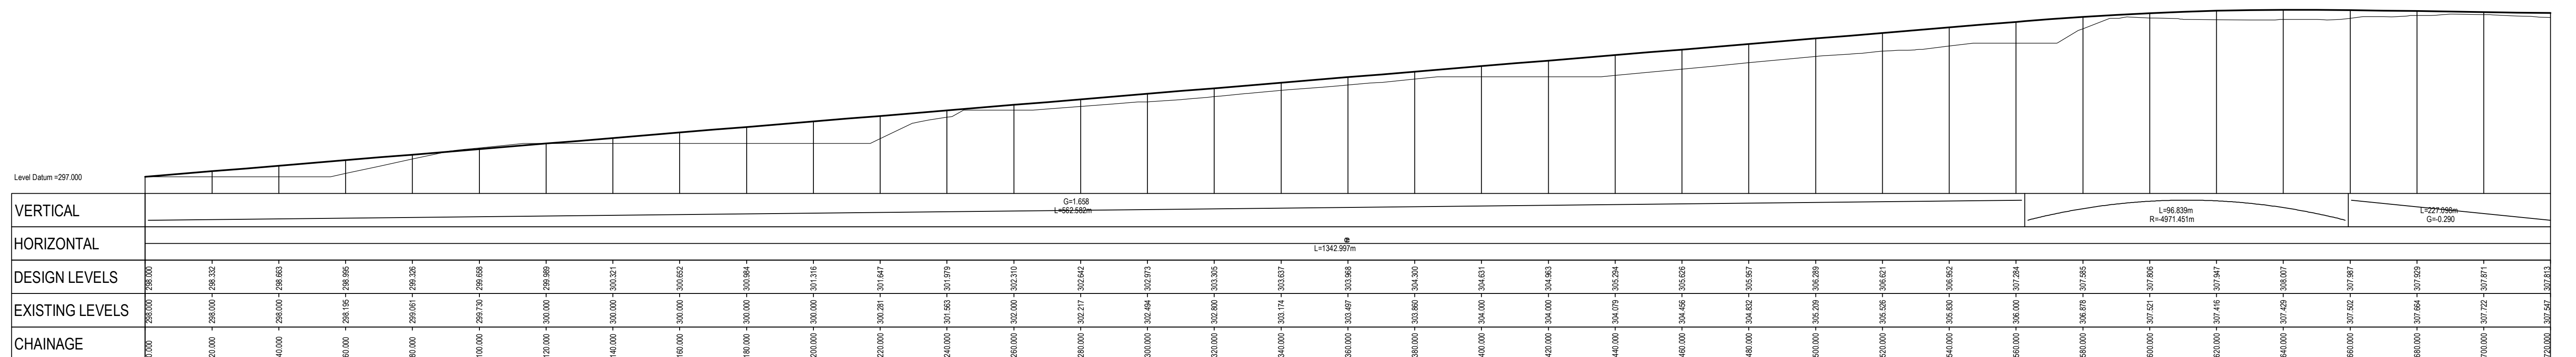 Level Datum =297.000
VERTICAL
G=1.658
L=562.582m
L=96.839m
R=-4971.451m
L=227.098m
G=-0.290
HORIZONTAL
L=1342.997m
DESIGN LEVELS 298.000 298.332 298.663 298.995 299.326 299.658 299.989 300.321 300.652 300.984 301.316 301.647 301.979 302.310 302.642 302.973 303.305 303.637 303.968 304.300 304.631 304.963 305.294 305.626 305.957 306.289 306.621 306.952 307.284 307.585 307.806 307.947 308.007 307.987 307.929 307.871 307.813
EXISTING LEVELS 298.000 298.000 298.000 298.195 299.061 299.730 300.000 300.000 300.000 300.000 300.000 300.281 301.563 302.000 302.217 302.494 302.800 303.174 303.497 303.860 304.000 304.000 304.079 304.456 304.832 305.209 305.526 305.830 306.000 306.878 307.521 307.416 307.429 307.502 307.664 307.722 307.547
CHAINAGE 0.000 20.000 40.000 60.000 80.000 100.000 120.000 140.000 160.000 180.000 200.000 220.000 240.000 260.000 280.000 300.000 320.000 340.000 360.000 380.000 400.000 420.000 440.000 460.000 480.000 500.000 520.000 540.000 560.000 580.000 600.000 620.000 640.000 660.000 680.000 700.000 720.000